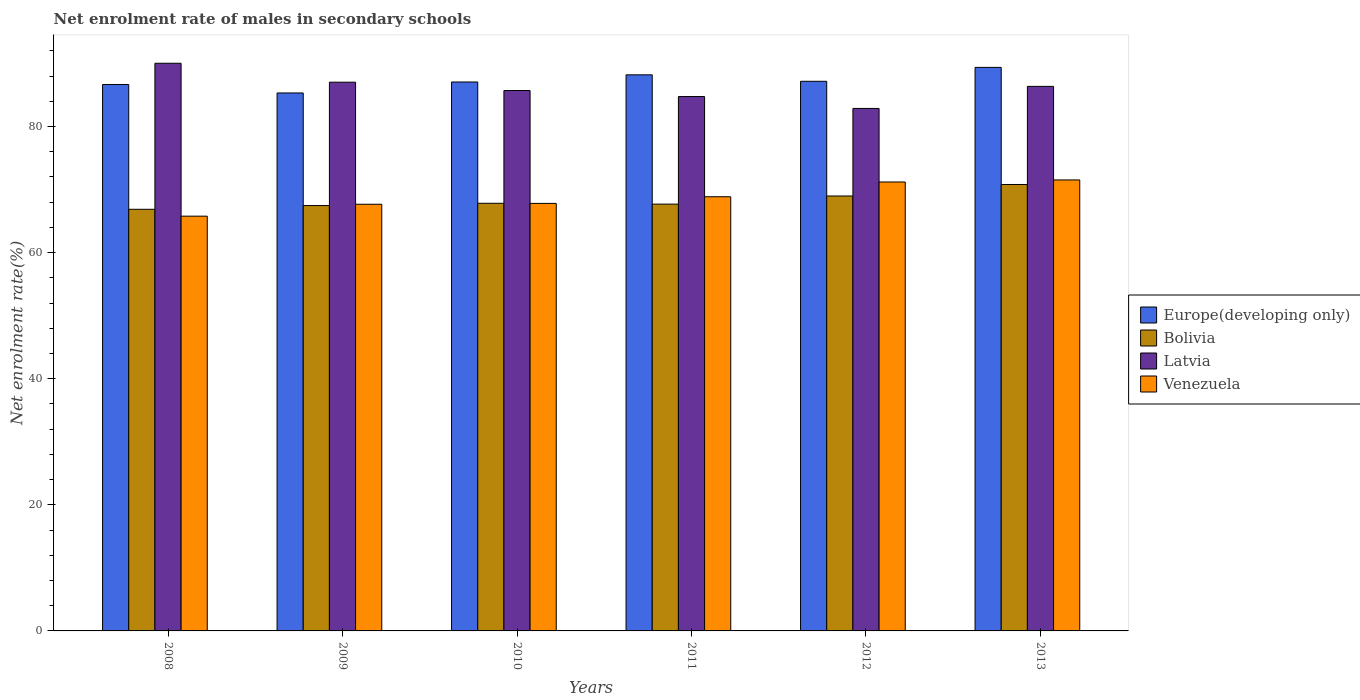 Net enrolment rate of males in secondary schools
Net enrolment rate(%)
80
60
40
20
0
2008
2009
2010
2011
2012
2013
Years
Europe(developing only)
Bolivia
Latvia
Venezuela